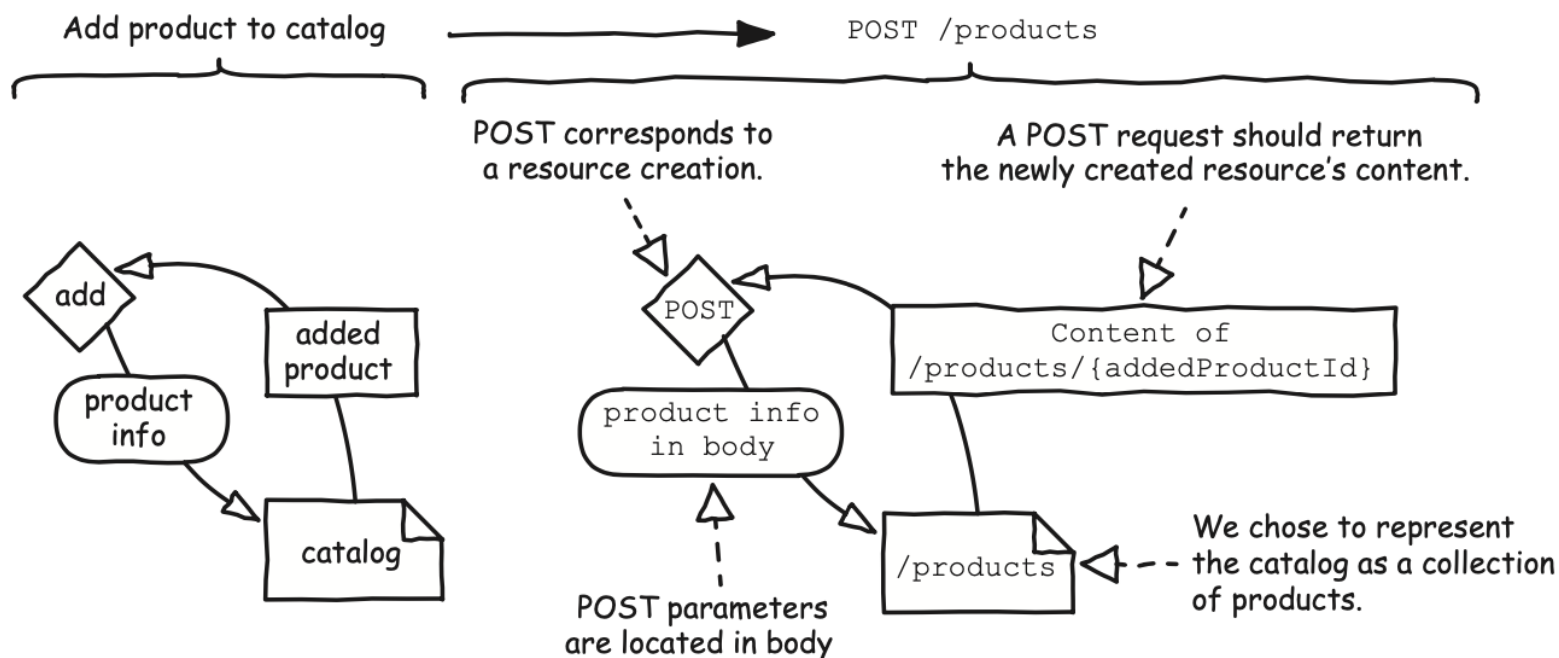 Add product to catalog
POST /products
POST corresponds to
a resource creation.
A POST request should return
the newly created resource’s content.
add
added
product
product
info
catalog
POST
Content of
/products/{addedProductId}
product info
in body
/products
We chose to represent
the catalog as a collection
of products.
POST parameters
are located in body